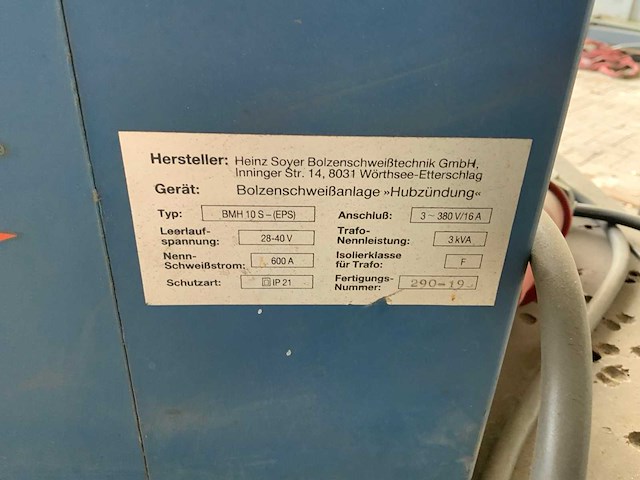 Hersteller: Heinz Soyer Bolzenschweißtechnik GmbH,
Inninger Str. 14, 8031 Wörthsee-Etterschlag
Gerät: Bolzenschweißanlage »Hubzündung«
Typ: BMH 10 S – (EPS) Anschluß: 3 ~ 380 V/16 A
Leerlauf-
spannung: 28-40 V Trafo-
Nennleistung: 3 kVA
Nenn-
Schweißstrom: 600 A Isolierklasse
für Trafo: F
Schutzart: IP 21 Fertigungs-
Nummer: 290-19